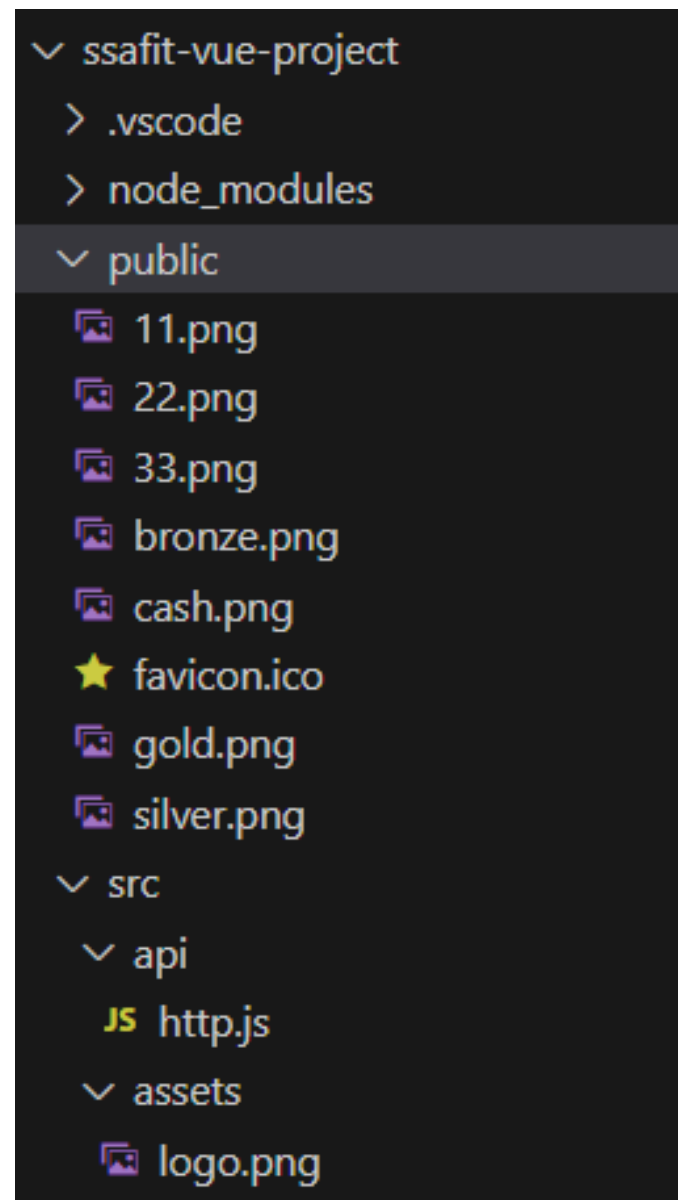 ssafit-vue-project
.vscode
node_modules
public
11.png
22.png
33.png
bronze.png
cash.png
favicon.ico
gold.png
silver.png
src
api
JS http.js
assets
logo.png